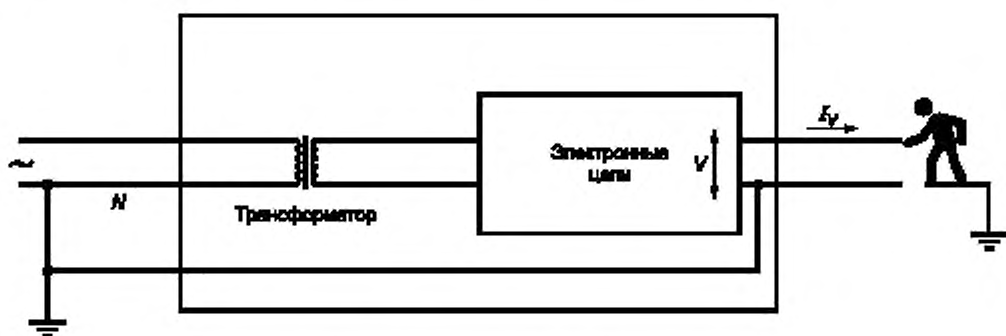 I_V
Электронные
цепи
V
~
N
Трансформатор